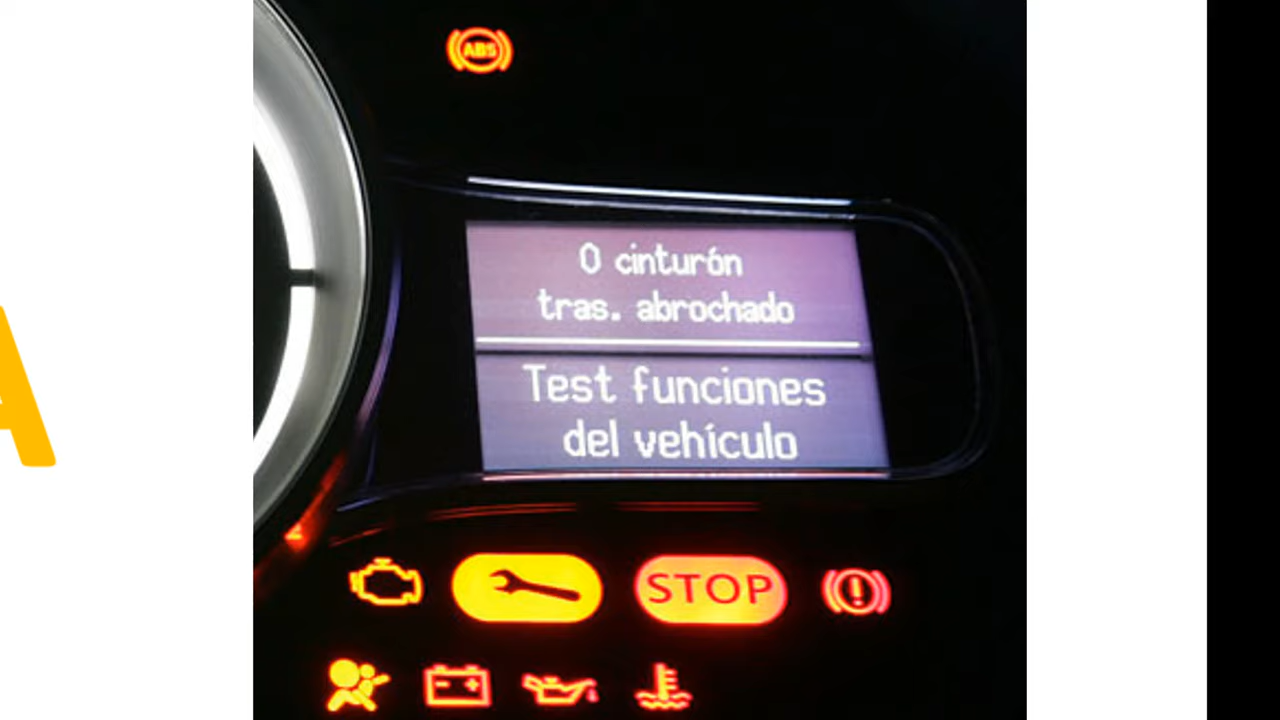 A
ABS
0 cinturón
tras. abrochado
Test funciones
del vehículo
STOP